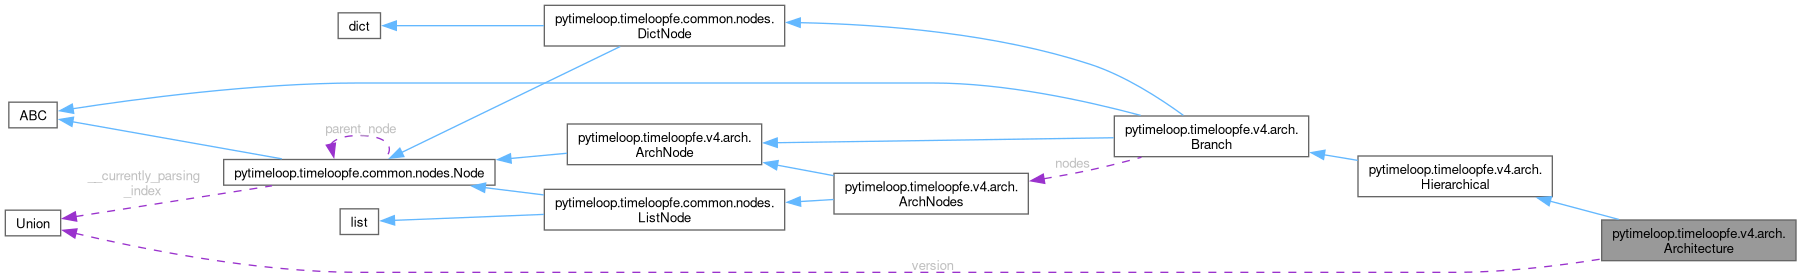 dict
pytimeloop.timeloopfe.common.nodes.
DictNode
ABC
parent_node
pytimeloop.timeloopfe.v4.arch.
ArchNode
pytimeloop.timeloopfe.v4.arch.
Branch
nodes
pytimeloop.timeloopfe.common.nodes.Node
__currently_parsing
_index
pytimeloop.timeloopfe.v4.arch.
Hierarchical
pytimeloop.timeloopfe.v4.arch.
ArchNodes
pytimeloop.timeloopfe.common.nodes.
ListNode
list
Union
pytimeloop.timeloopfe.v4.arch.
Architecture
version